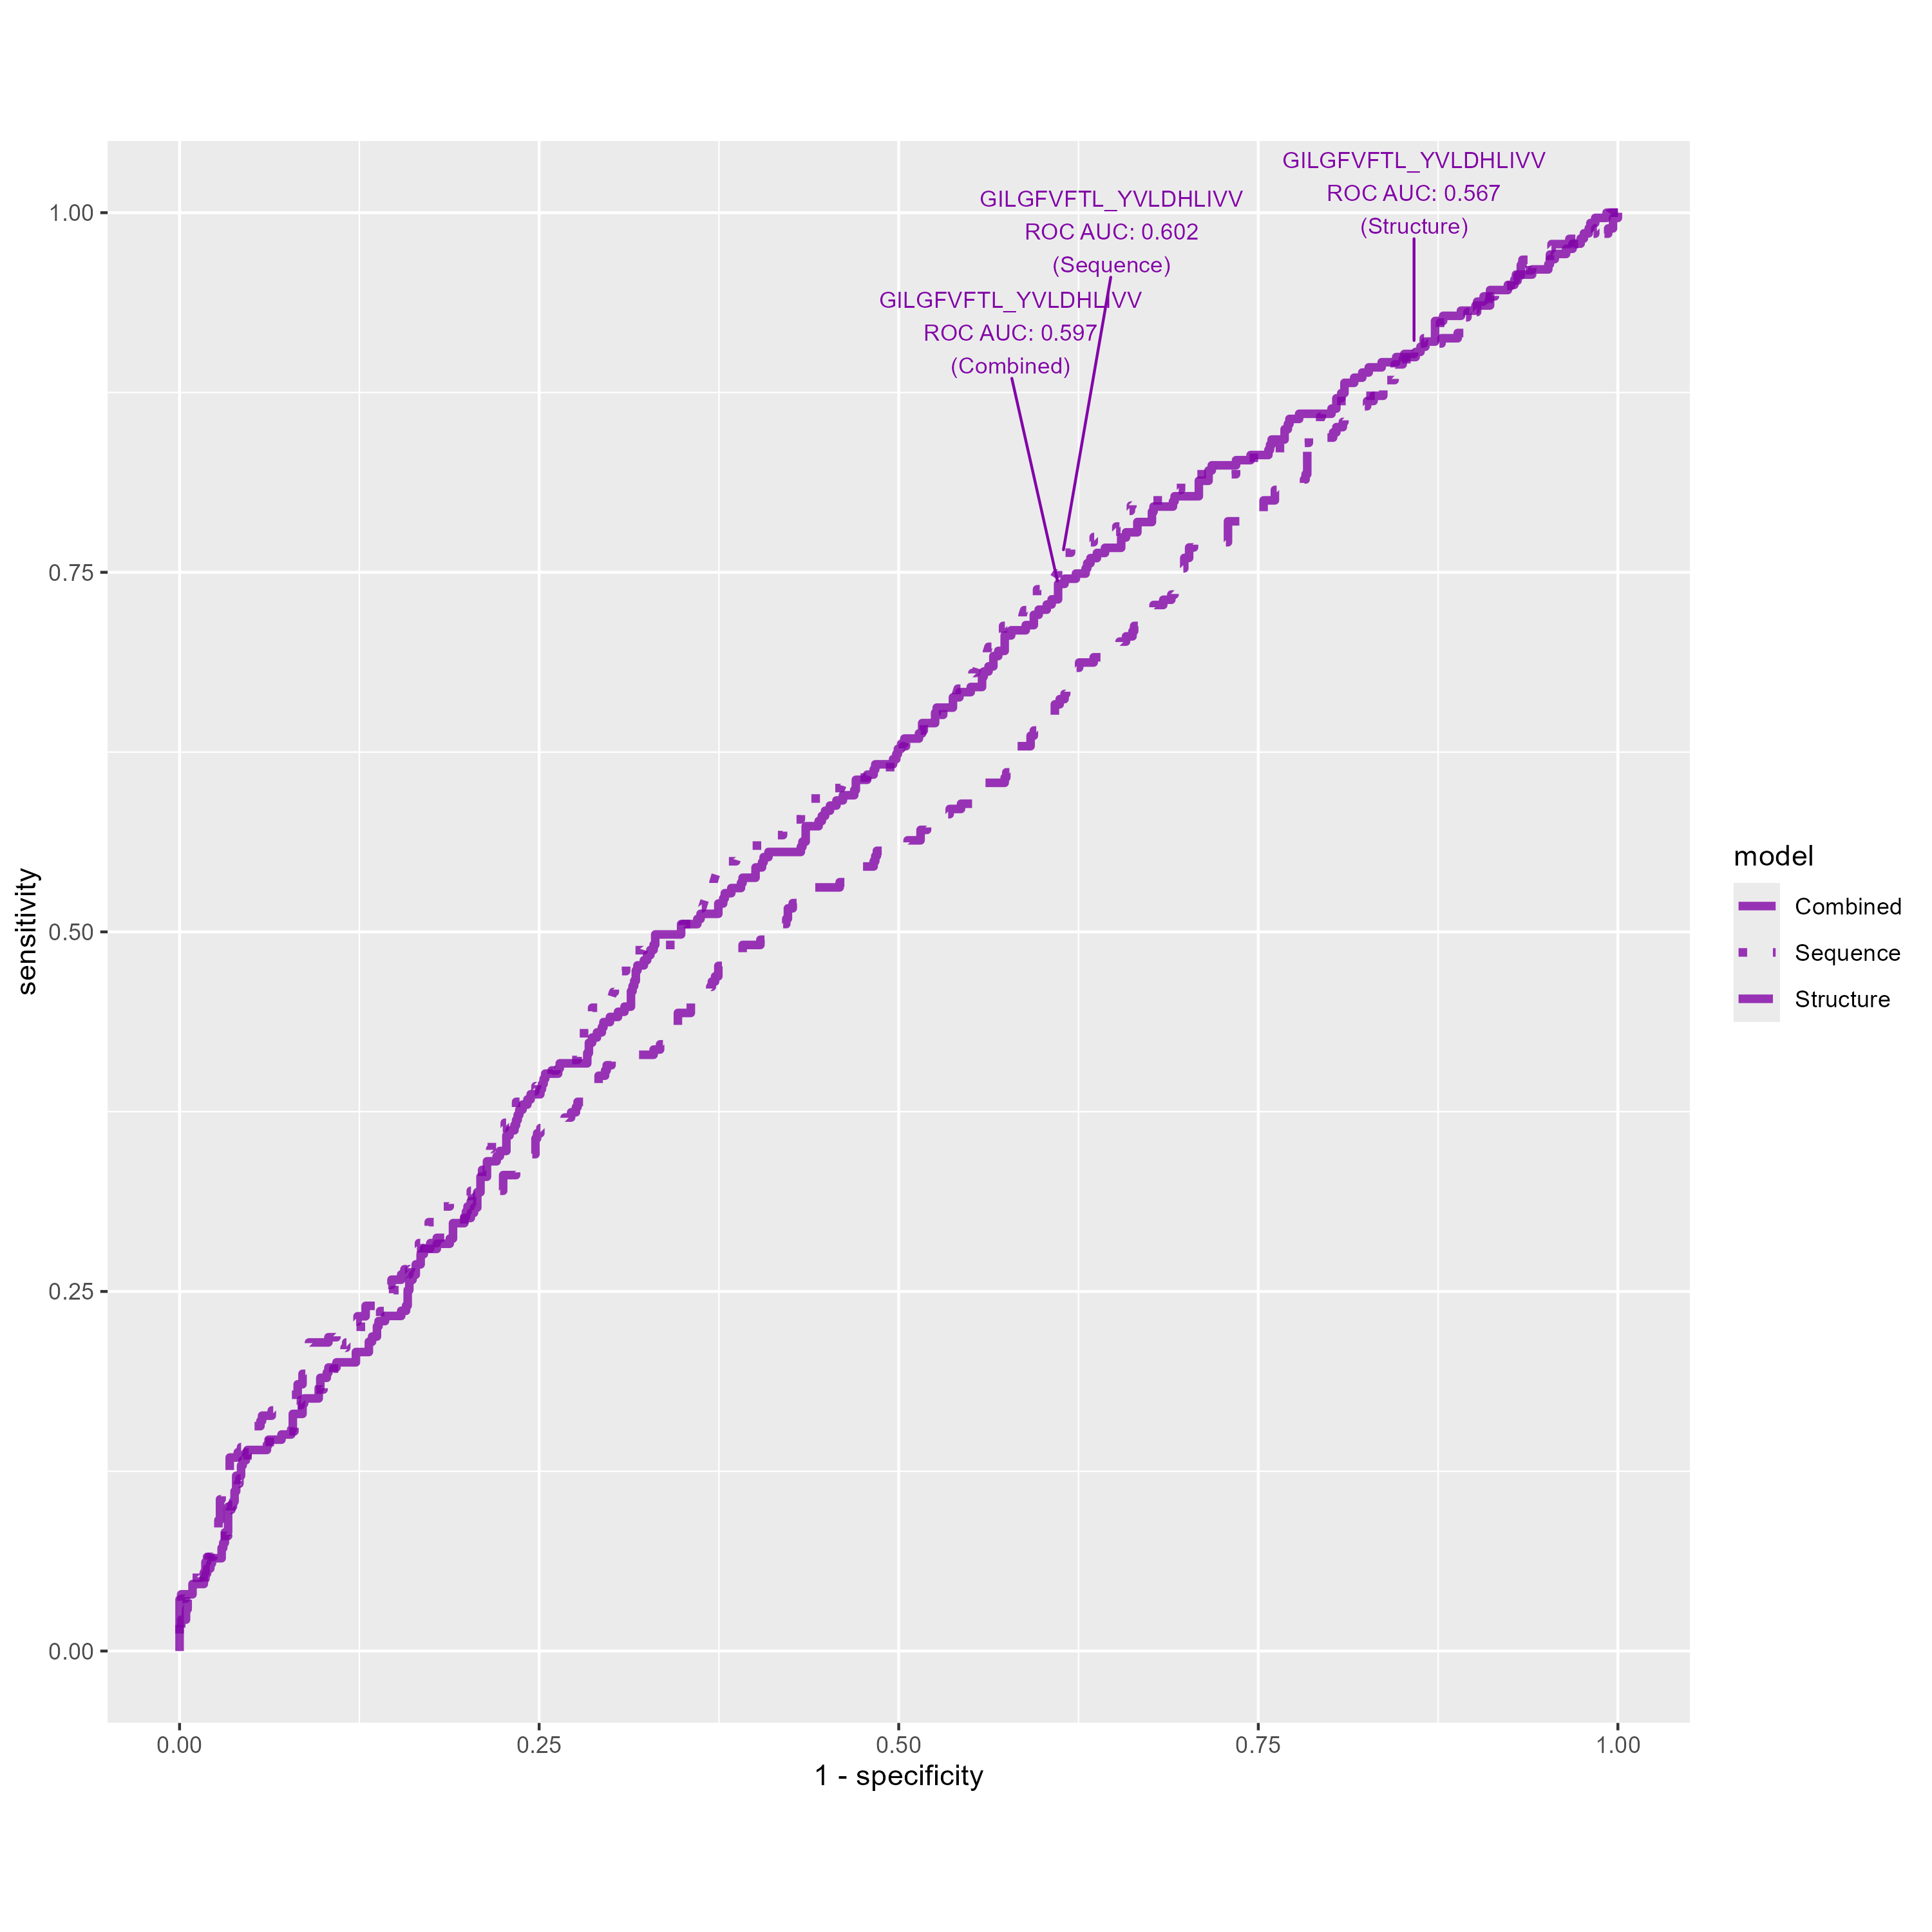 GILGFVFTL_YVLDHLIVV
ROC AUC: 0.567
(Structure)
GILGFVFTL_YVLDHLIVV
ROC AUC: 0.602
(Sequence)
GILGFVFTL_YVLDHLIVV
ROC AUC: 0.597
(Combined)
1.00
0.75
0.50
0.25
0.00
sensitivity
0.00
0.25
0.50
0.75
1.00
1 - specificity
model
Combined
Sequence
Structure